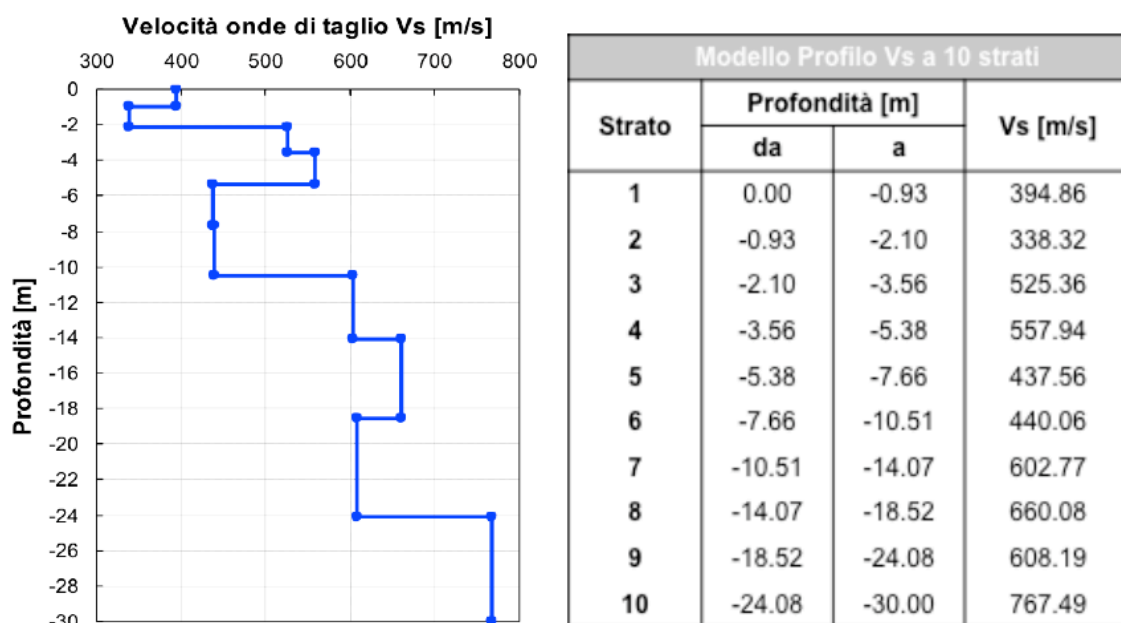 Velocità onde di taglio Vs [m/s]
300 400 500 600 700 800
0
-2
-4
-6
-8
-10
-12
-14
-16
-18
-20
-22
-24
-26
-28
-30
Profondità [m]
Modello Profilo Vs a 10 strati
Strato Profondità [m] Vs [m/s]
da a
1 0.00 -0.93 394.86
2 -0.93 -2.10 338.32
3 -2.10 -3.56 525.36
4 -3.56 -5.38 557.94
5 -5.38 -7.66 437.56
6 -7.66 -10.51 440.06
7 -10.51 -14.07 602.77
8 -14.07 -18.52 660.08
9 -18.52 -24.08 608.19
10 -24.08 -30.00 767.49